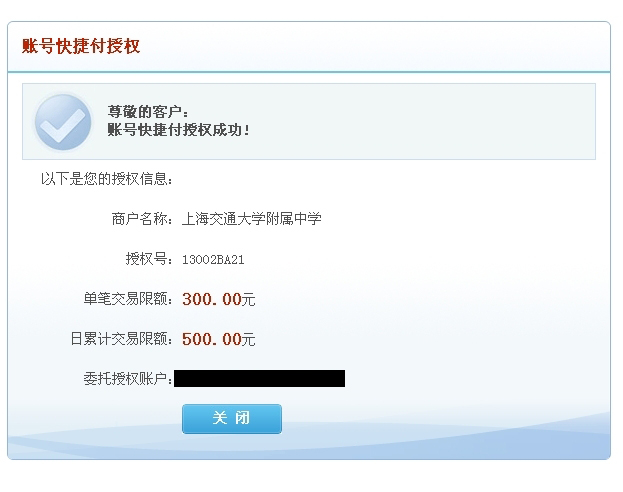 账号快捷付授权
尊敬的客户：
账号快捷付授权成功！
以下是您的授权信息：
商户名称：上海交通大学附属中学
授权号：13002BA21
单笔交易限额：300.00元
日累计交易限额：500.00元
委托授权账户：
关 闭